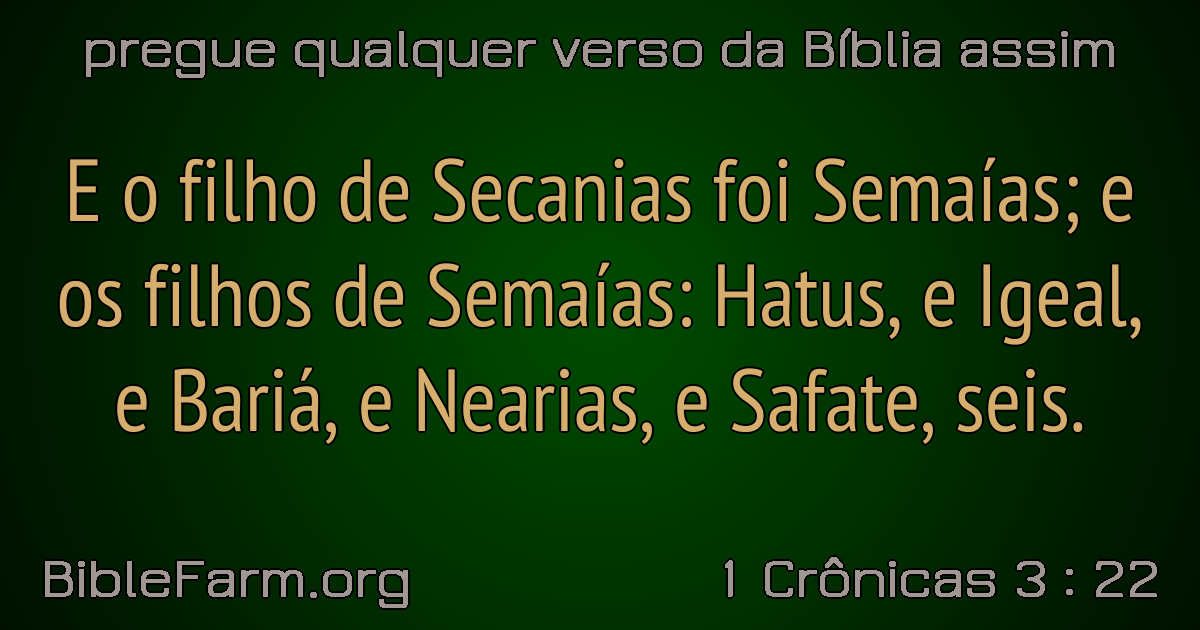 pregue qualquer verso da Bíblia assim
E o filho de Secanias foi Semaías; e
os filhos de Semaías: Hatus, e Igeal,
e Bariá, e Nearias, e Safate, seis.
BibleFarm.org
1 Crônicas 3 : 22